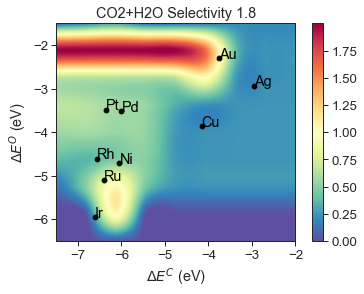 CO2+H2O Selectivity 1.8
ΔE^O (eV)
−2
−3
−4
−5
−6
Au
Ag
Pt
Pd
Cu
Rh
Ni
Ru
Ir
−7
−6
−5
−4
−3
−2
ΔE^C (eV)
1.75
1.50
1.25
1.00
0.75
0.50
0.25
0.00